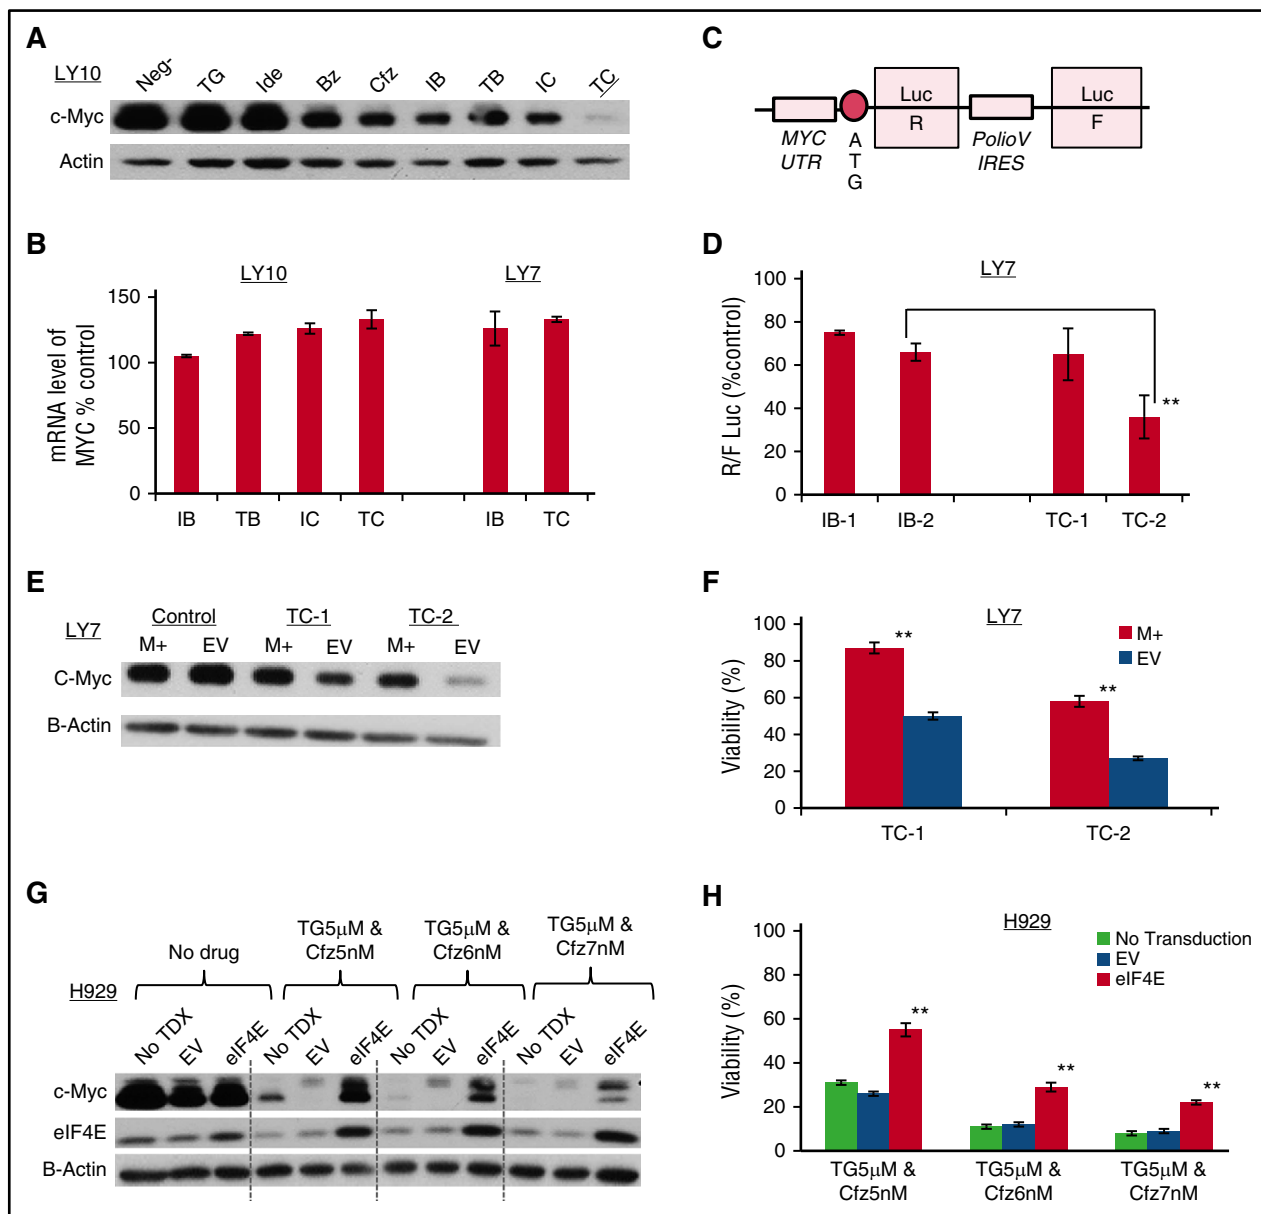 A
LY10
Neg-
TG
Ide
Bz
Cfz
IB
TB
IC
TC
c-Myc
Actin
B
LY10
LY7
mRNA level of
MYC % control
150
100
50
0
IB
TB
IC
TC
IB
TC
C
Luc
R
Luc
F
MYC
UTR
A
T
G
PolioV
IRES
D
LY7
R/F Luc (%control)
100
80
60
40
20
0
**
IB-1
IB-2
TC-1
TC-2
E
Control
TC-1
TC-2
LY7
M+
EV
M+
EV
M+
EV
C-Myc
B-Actin
F
LY7
M+
EV
Viability (%)
100
80
60
40
20
0
**
**
TC-1
TC-2
G
No drug
TG5μM &
Cfz5nM
TG5μM &
Cfz6nM
TG5μM &
Cfz7nM
H929
No TDX
EV
eIF4E
No TDX
EV
eIF4E
No TDX
EV
eIF4E
No TDX
EV
eIF4E
c-Myc
eIF4E
B-Actin
H
H929
No Transduction
EV
eIF4E
Viability (%)
100
80
60
40
20
0
**
**
**
TG5μM &
Cfz5nM
TG5μM &
Cfz6nM
TG5μM &
Cfz7nM